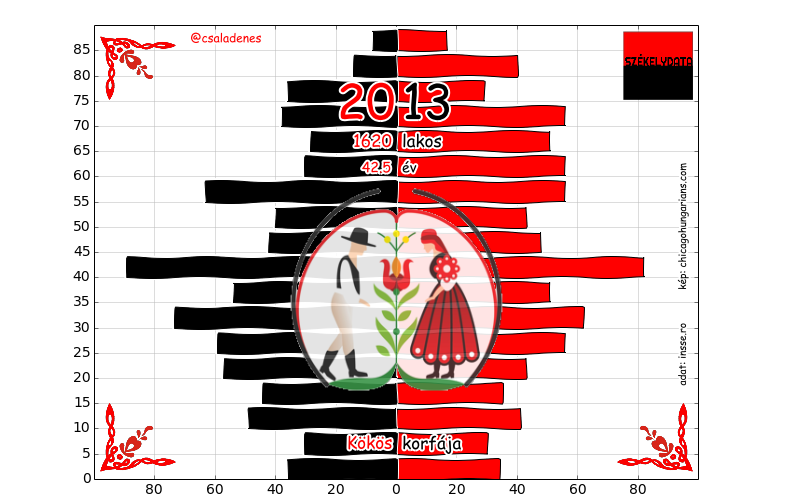 @csaladenes
SZÉKELYDATA
2013
1620 lakos
42.5 év
kép: chicagohungarians.com
adat: insse.ro
Kökös korfája
85
80
75
70
65
60
55
50
45
40
35
30
25
20
15
10
5
0
80 60 40 20 0 20 40 60 80